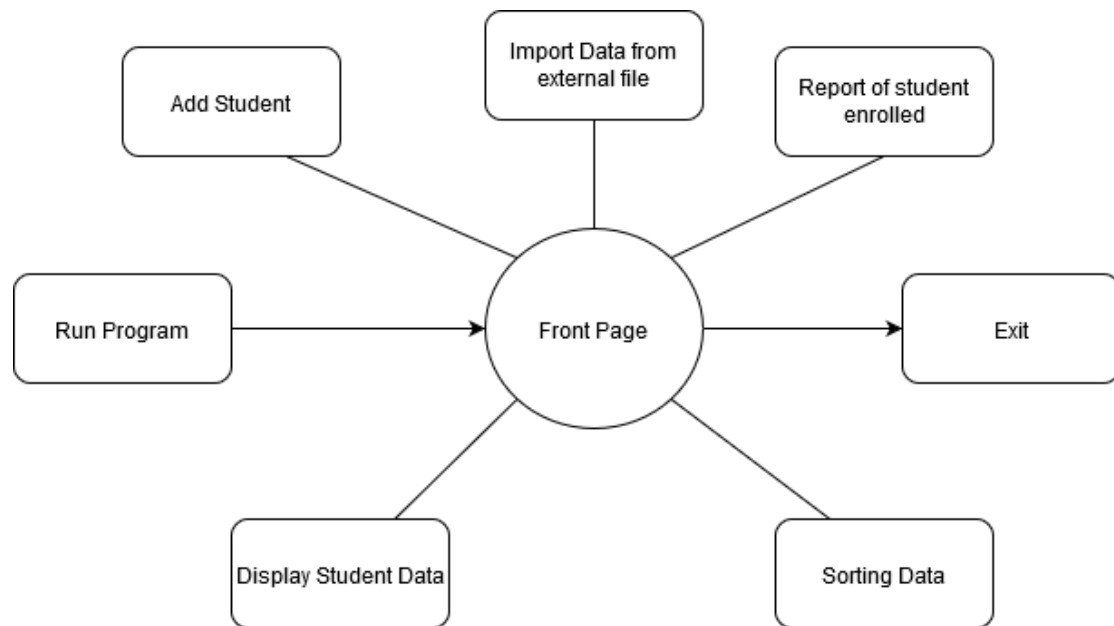 Import Data from
external file
Add Student
Report of student
enrolled
Run Program
Front Page
Exit
Display Student Data
Sorting Data